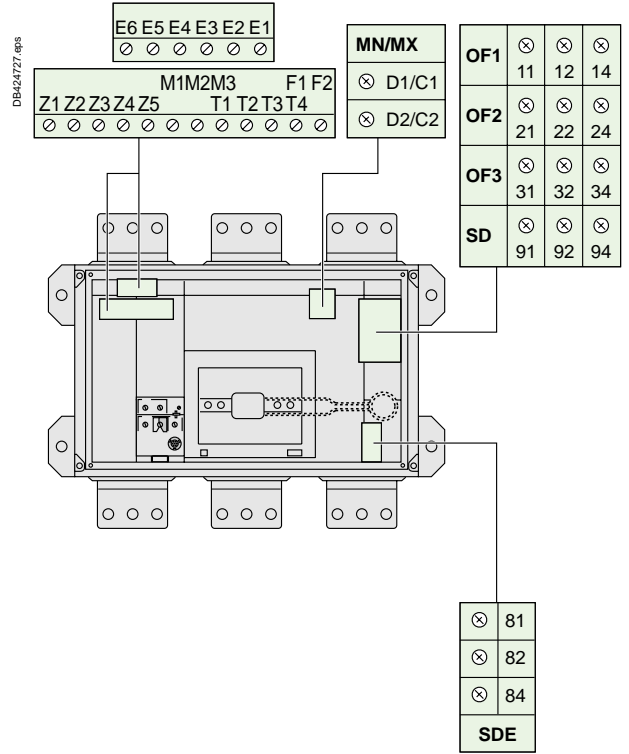 DB424727.eps
E6 E5 E4 E3 E2 E1
M1M2M3 F1 F2
Z1 Z2 Z3 Z4 Z5 T1 T2 T3 T4
MN/MX
D1/C1
D2/C2
OF1 11 12 14
OF2 21 22 24
OF3 31 32 34
SD 91 92 94
81
82
84
SDE